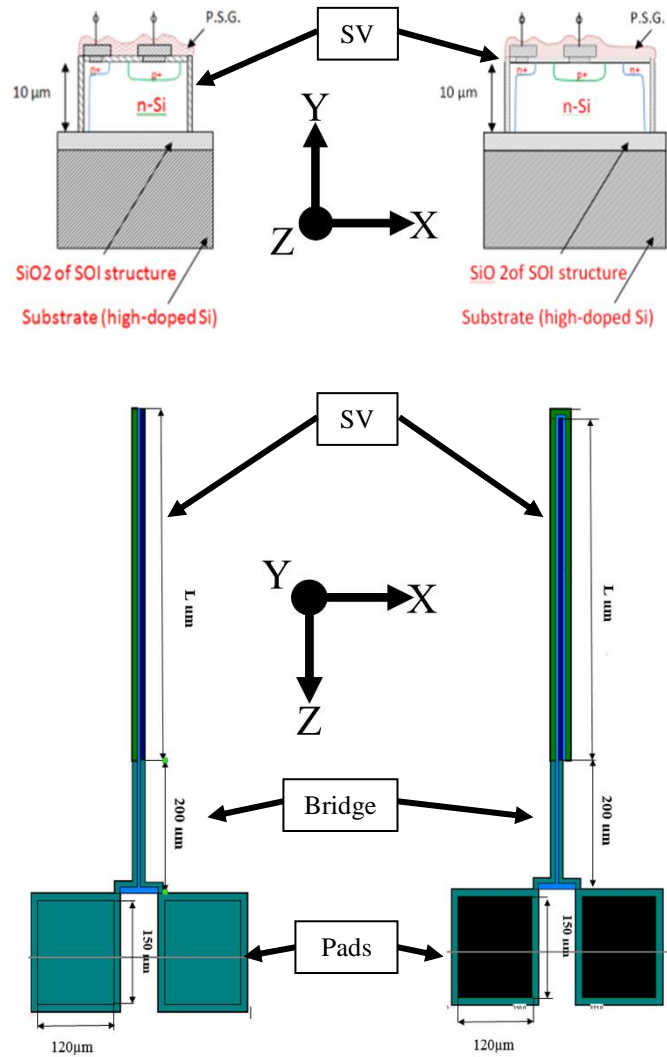 P.S.G.
SV
P.S.G.
n+
p+
n+
p+
n+
10 µm
n-Si
10 µm
n-Si
Y
Z
X
SiO2 of SOI structure
SiO 2of SOI structure
Substrate (high-doped Si)
Substrate (high-doped Si)
SV
L um
Y
X
L um
Z
200 um
Bridge
200 um
150 um
Pads
150 um
120µm
120µm